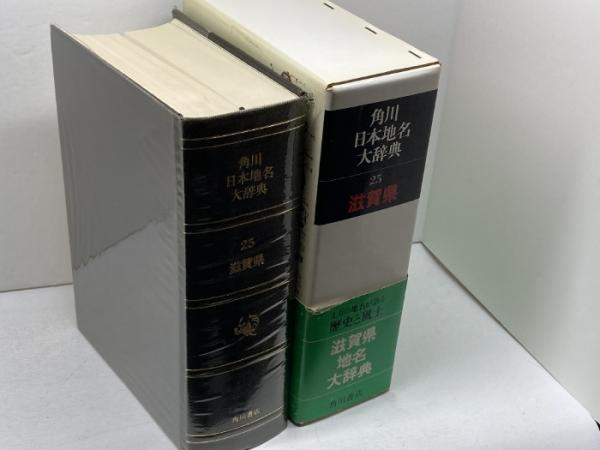 角川
日本地名
大辞典
25
滋賀県
角川書店
角川
日本地名
大辞典
25
滋賀県
歴史と風土
滋賀県
地名
大辞典
角川書店